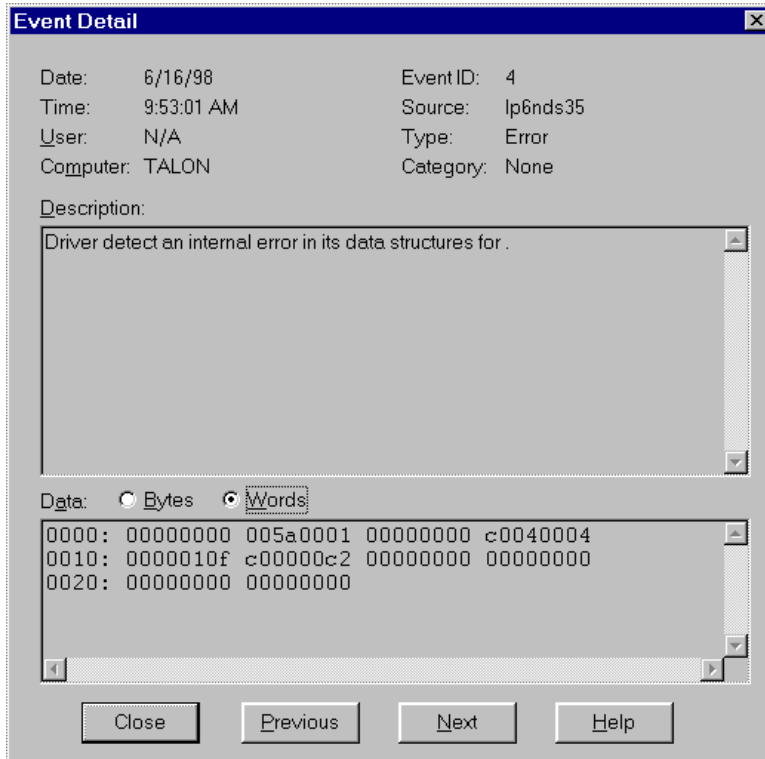 Event Detail
Date: 6/16/98 Event ID: 4
Time: 9:53:01 AM Source: lp6nds35
User: N/A Type: Error
Computer: TALON Category: None
Description:
Driver detect an internal error in its data structures for .
Data: Bytes Words
0000: 00000000 005a0001 00000000 c0040004
0010: 0000010f c00000c2 00000000 00000000
0020: 00000000 00000000
Close Previous Next Help